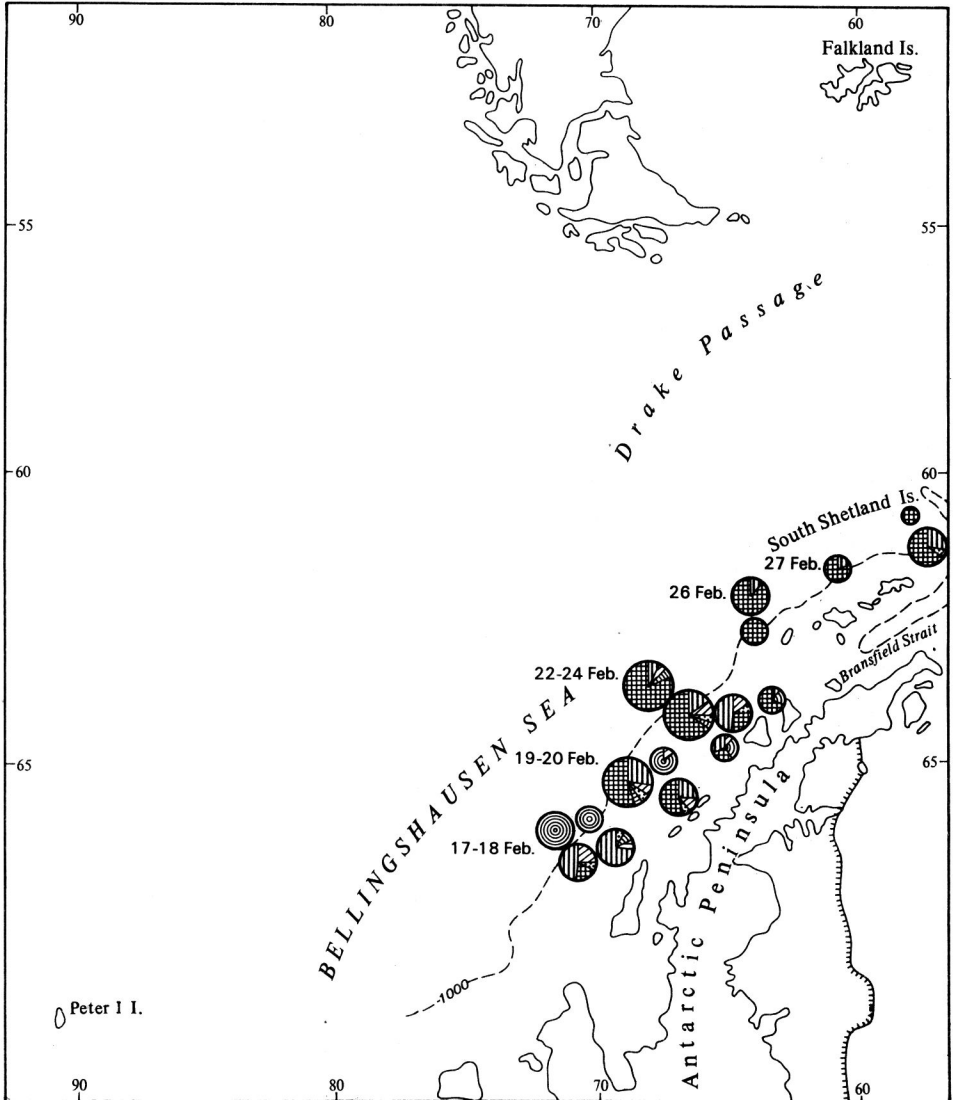 90
70
60
Falkland Is.
55
55
Drake Passage
60
60
South Shetland Is.
27 Feb.
26 Feb.
Bransfield Strait
22-24 Feb.
BELLINGSHAUSEN SEA
19-20 Feb.
65
65
17-18 Feb.
Antarctic Peninsula
-1000
Peter I I.
90
80
70
60